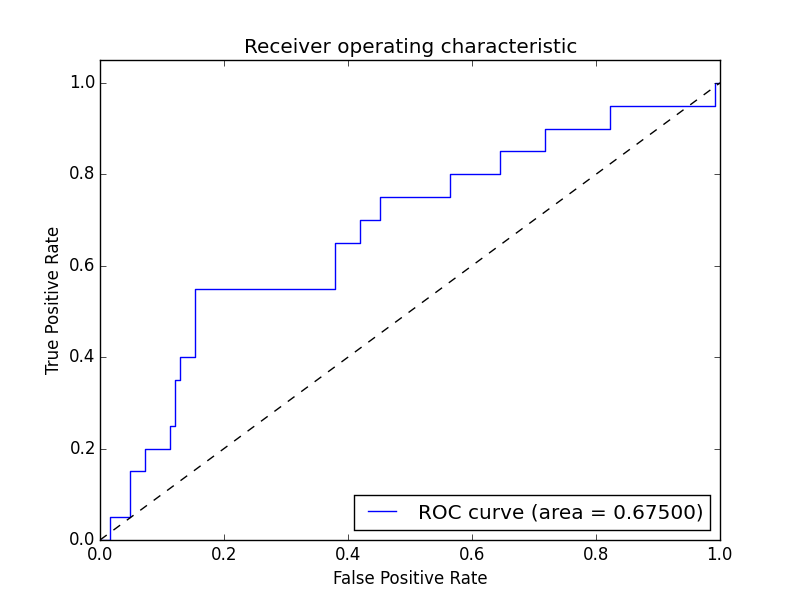 Receiver operating characteristic
1.0
0.8
0.6
0.4
0.2
0.0
True Positive Rate
0.0 0.2 0.4 0.6 0.8 1.0
False Positive Rate
ROC curve (area = 0.67500)